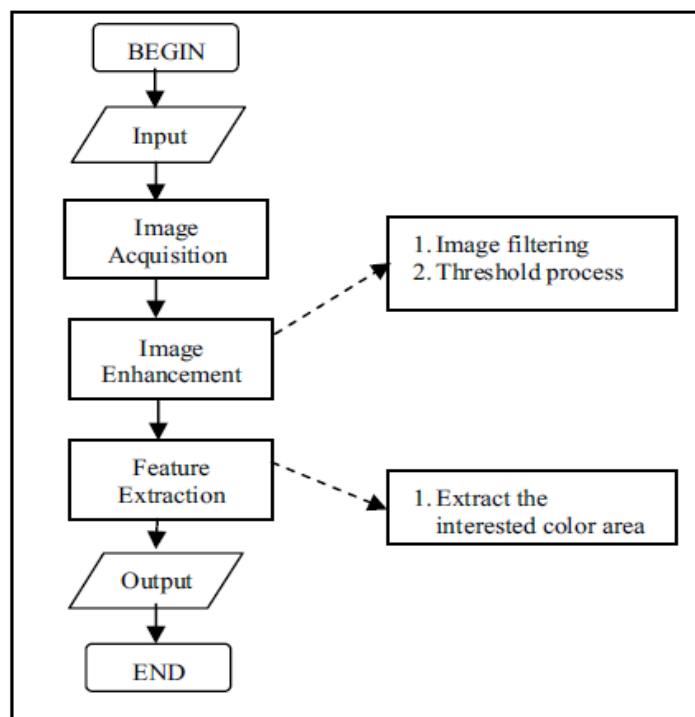 BEGIN
Input
Image
Acquisition
1. Image filtering
2. Threshold process
Image
Enhancement
Feature
Extraction
1. Extract the
interested color area
Output
END